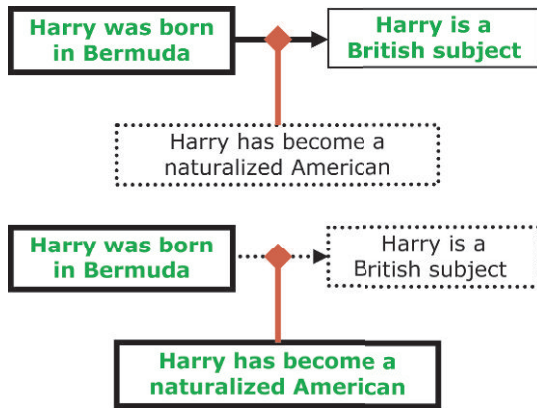 Harry was born
in Bermuda
Harry is a
British subject
Harry has become a
naturalized American
Harry was born
in Bermuda
Harry is a
British subject
Harry has become a
naturalized American